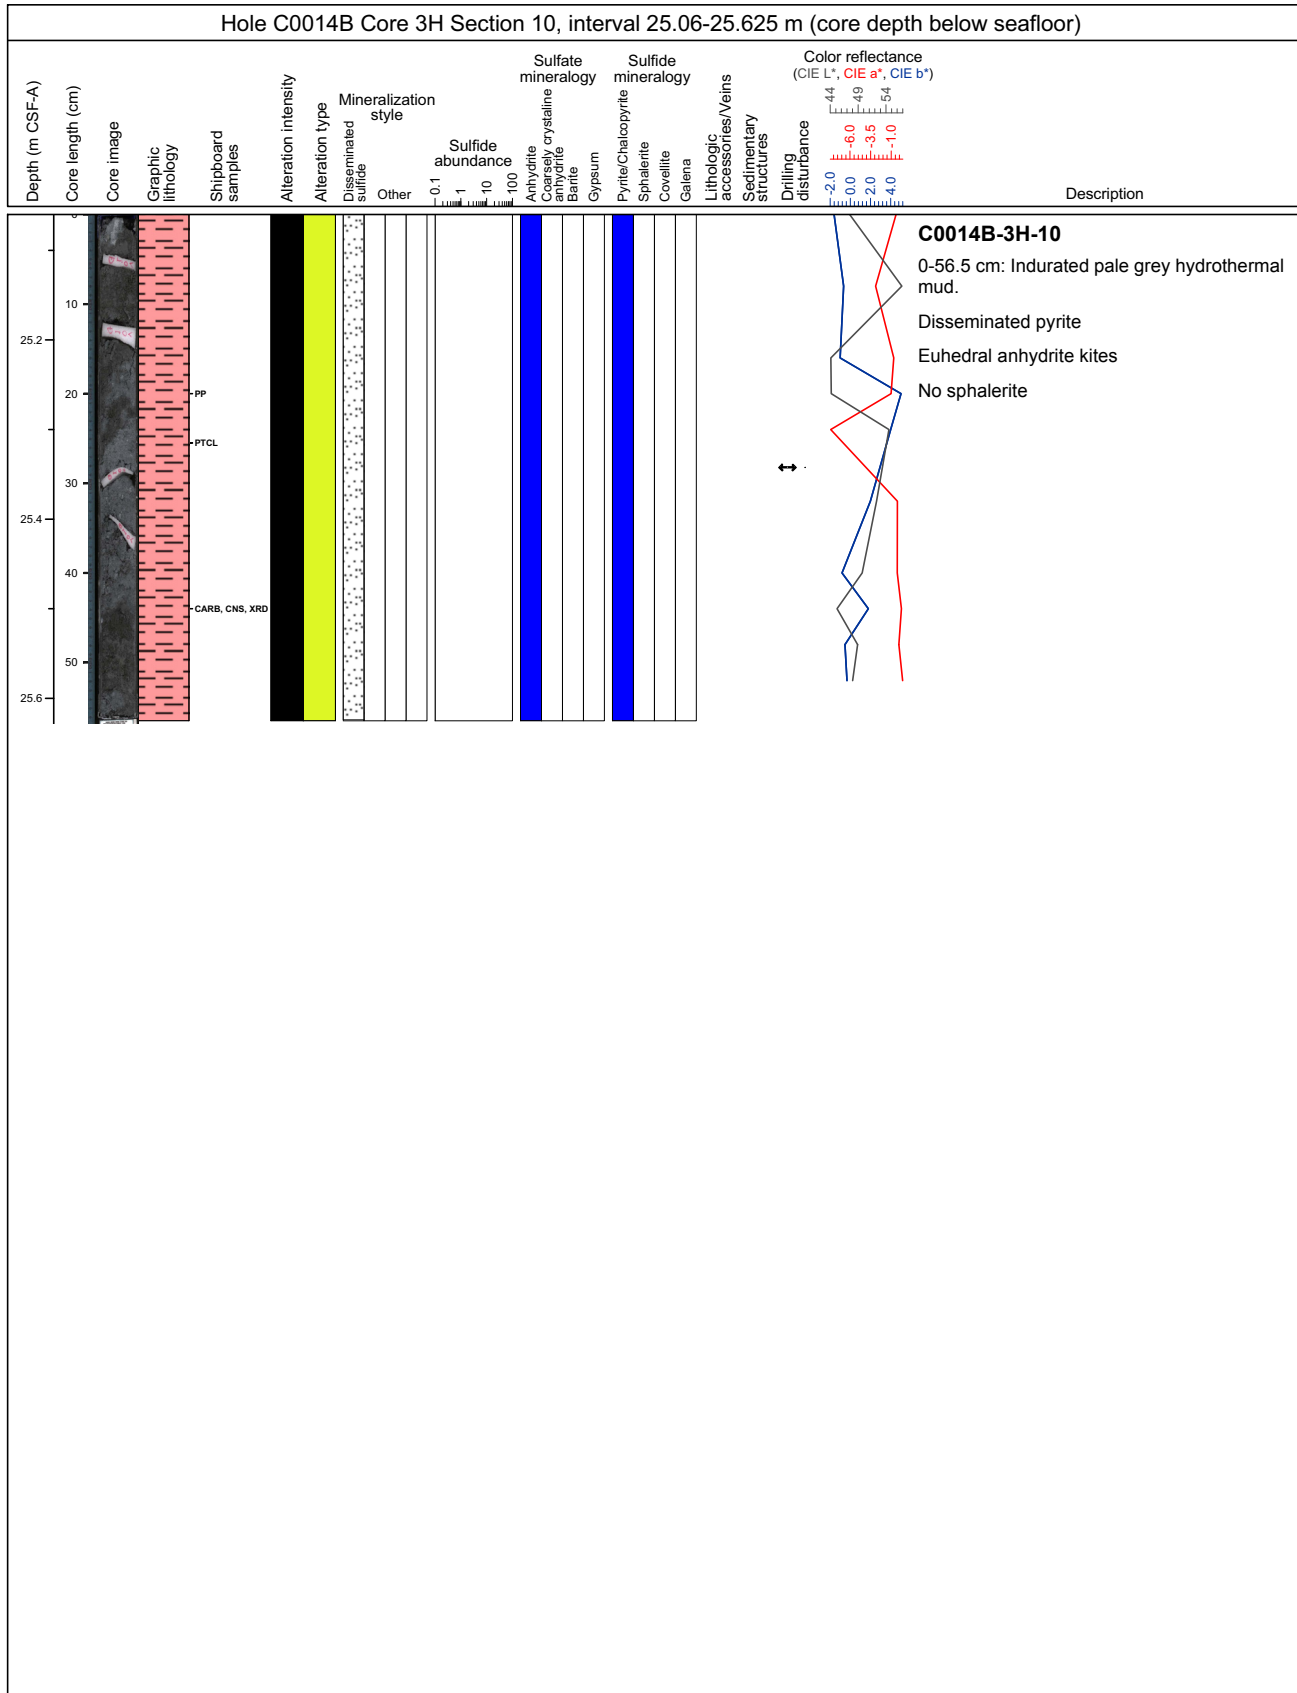 Hole C0014B Core 3H Section 10, interval 25.06-25.625 m (core depth below seafloor)
Depth (m CSF-A)
Core length (cm)
Core image
Graphic
lithology
Shipboard
samples
Alteration intensity
Alteration type
Mineralization
style
Disseminated
sulfide
Other
Sulfide
abundance
0.1
1
10
100
Sulfate
mineralogy
Anhydrite
Coarsely crystaline
anhydrite
Barite
Gypsum
Sulfide
mineralogy
Pyrite/Chalcopyrite
Sphalerite
Covellite
Galena
Lithologic
accessories/Veins
Sedimentary
structures
Drilling
disturbance
Color reflectance
(CIE L*, CIE a*, CIE b*)
44
49
54
-6.0
-3.5
-1.0
-2.0
0.0
2.0
4.0
Description
25.2
25.4
25.6
0
10
20
30
40
50
PP
PTCL
CARB, CNS, XRD
C0014B-3H-10
0-56.5 cm: Indurated pale grey hydrothermal
mud.
Disseminated pyrite
Euhedral anhydrite kites
No sphalerite